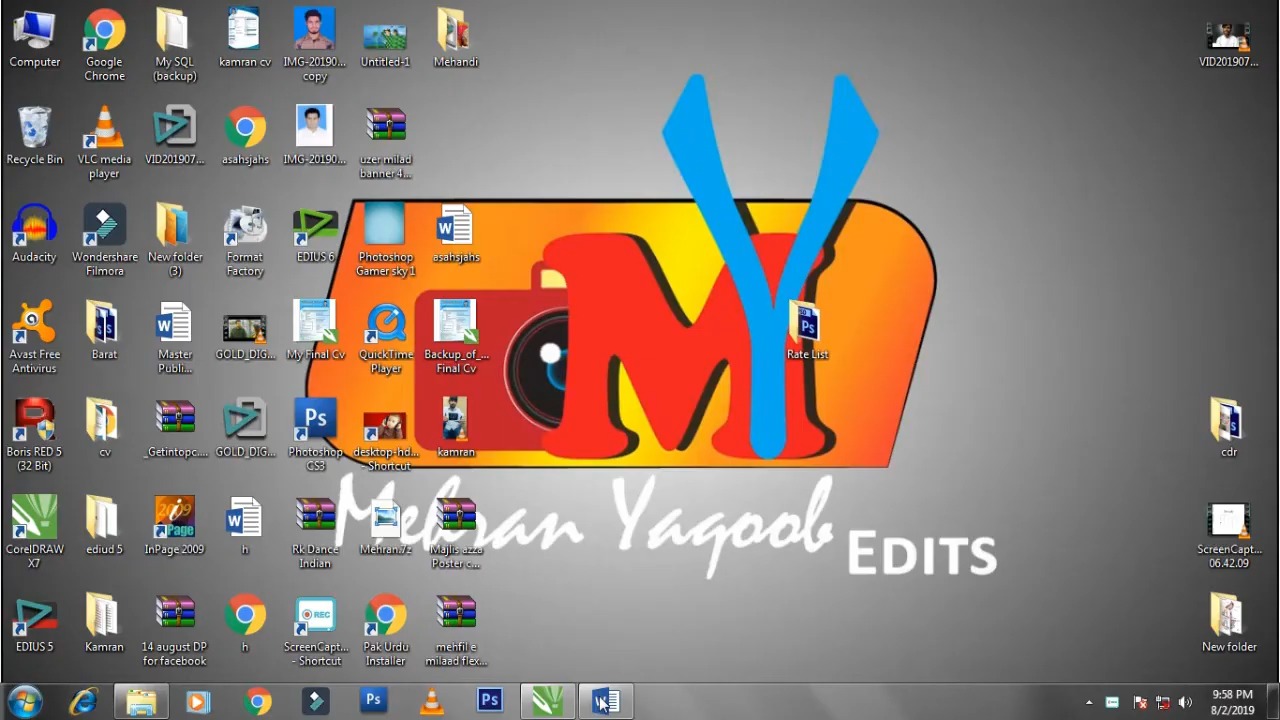 Computer
Google
Chrome
My SQL
(backup)
kamran cv
IMG-20190...
copy
Untitled-1
Mehandi
VID201907...
Recycle Bin
VLC media
player
VID201907...
asahsjahs
IMG-20190...
uzer milad
banner 4...
Audacity
Wondershare
Filmora
New folder
(3)
Format
Factory
EDIUS 6
Photoshop
Gamer sky 1
asahsjahs
Avast Free
Antivirus
Barat
Master
Publi...
GOLD_DIG...
My Final Cv
QuickTime
Player
Backup_of_...
Final Cv
Rate List
MY
Boris RED 5
(32 Bit)
cv
_Getintopc....
GOLD_DIG...
Photoshop
CS3
desktop-hd...
- Shortcut
kamran
cdr
Mehran Yaqoob EDITS
CorelDRAW
X7
ediud 5
InPage 2009
h
Rk Dance
Indian
Mehran.7z
Majlis azza
Poster c...
ScreenCapt...
06.42.09
EDIUS 5
Kamran
14 august DP
for facebook
h
ScreenCapt...
- Shortcut
Pak Urdu
Installer
mehfil e
milaad flex...
New folder
9:58 PM
8/2/2019